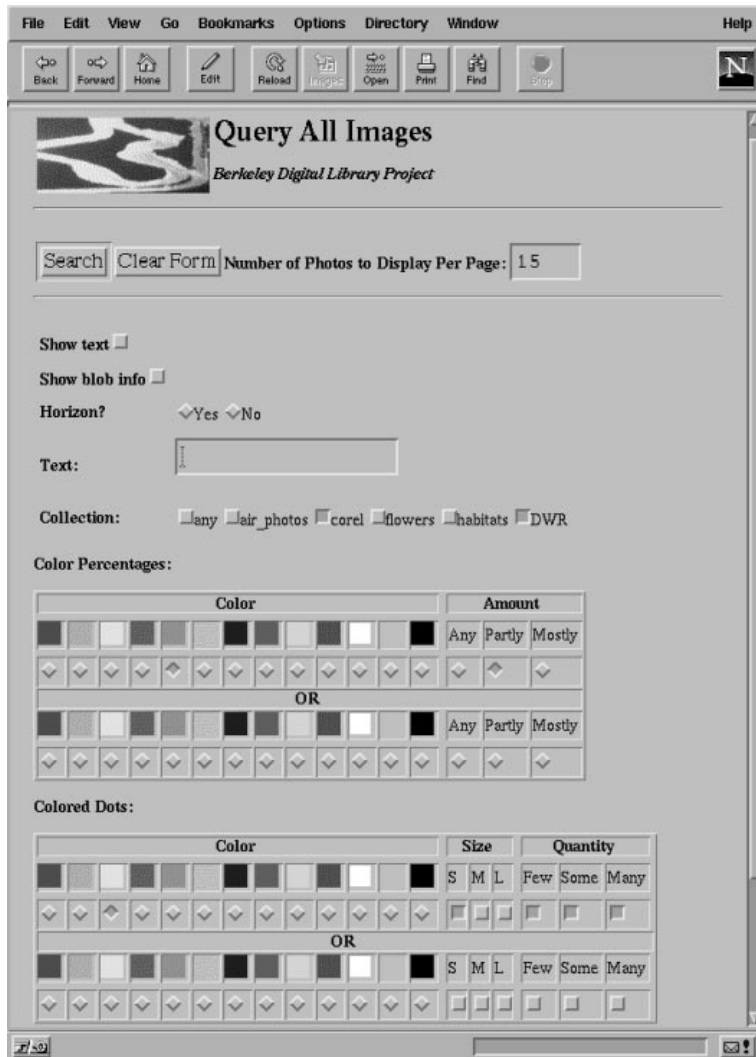 File Edit View Go Bookmarks Options Directory Window Help
Back Forward Home Edit Reload Images Open Print Find Stop
N
Query All Images
Berkeley Digital Library Project
Search Clear Form Number of Photos to Display Per Page: 15
Show text
Show blob info
Horizon? Yes No
Text:
Collection: any air_photos corel flowers habitats DWR
Color Percentages:
Color Amount
Any Partly Mostly
OR
Any Partly Mostly
Colored Dots:
Color Size Quantity
S M L Few Some Many
OR
S M L Few Some Many